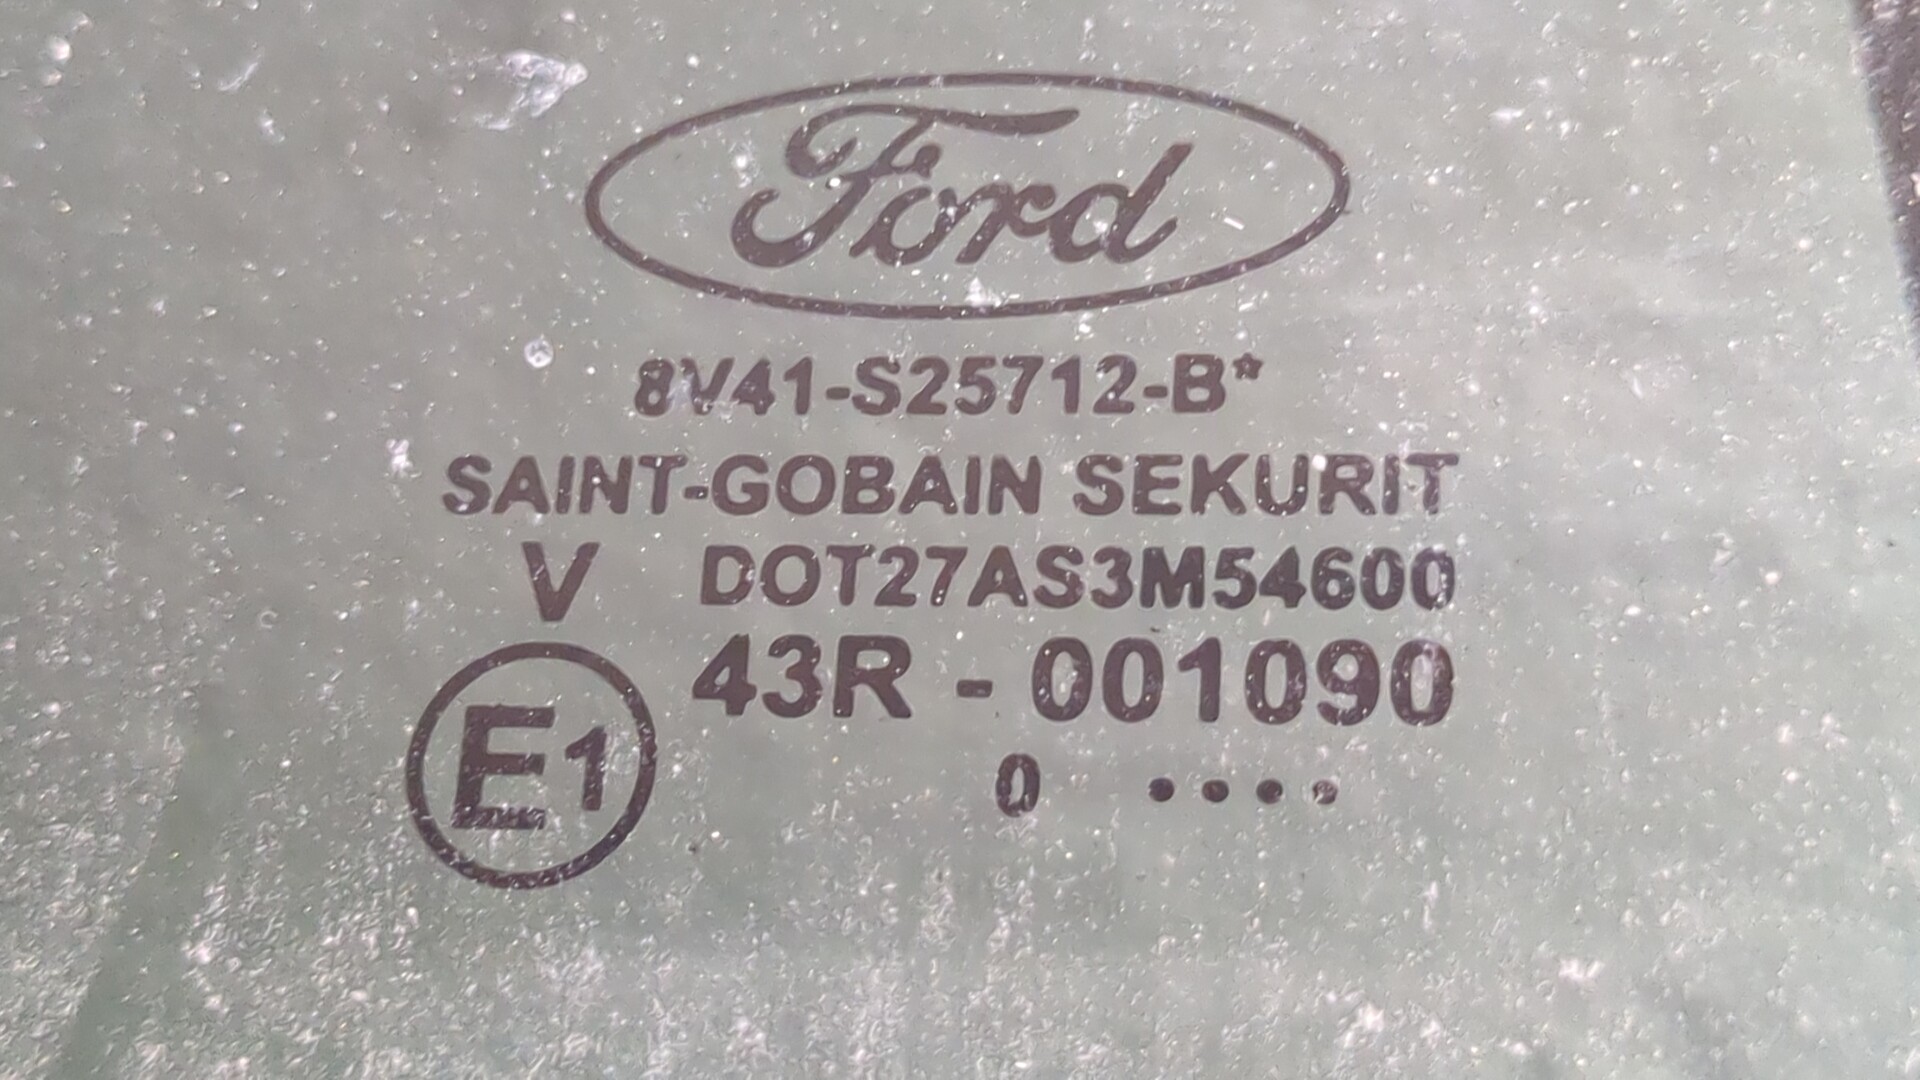 Ford
8V41-S25712-B*
SAINT-GOBAIN SEKURIT
V DOT27AS3M54600
43R - 001090
E1
0 ....